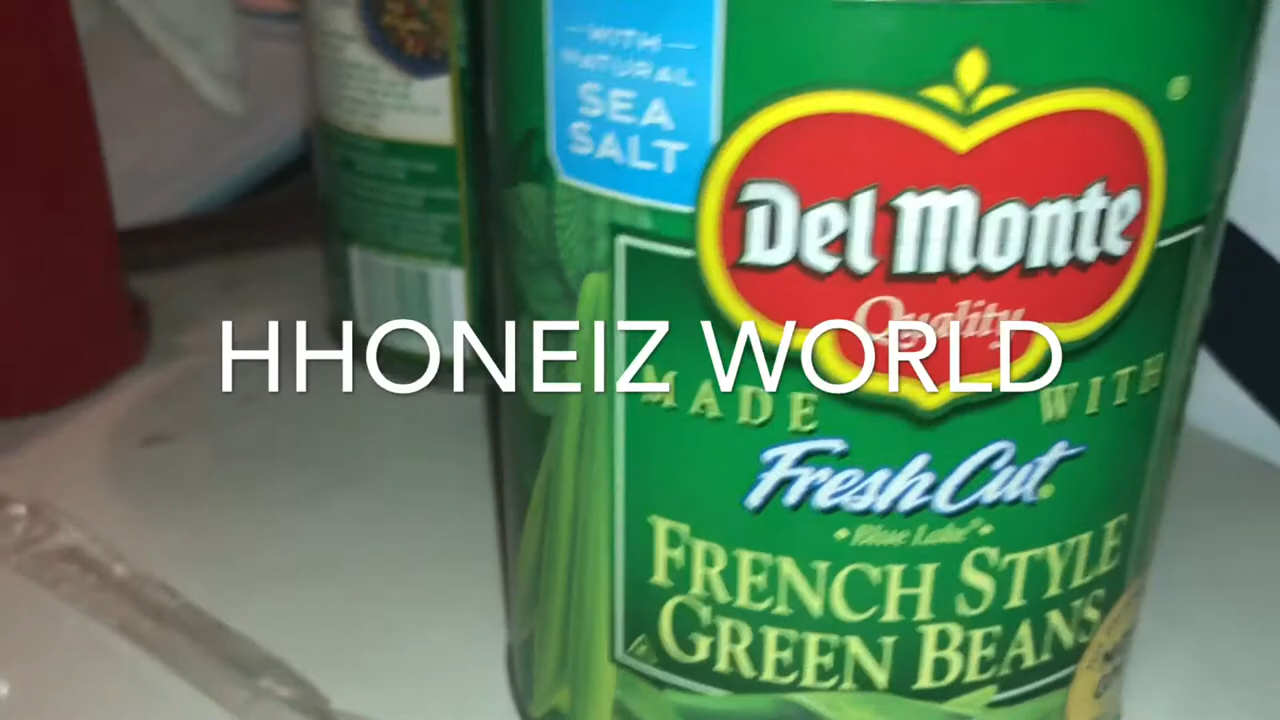 WITH
NATURAL
SEA
SALT
Del Monte
Quality
HHONEIZ WORLD
MADE WITH
Fresh Cut
Blue Lake
FRENCH STYLE
GREEN BEANS